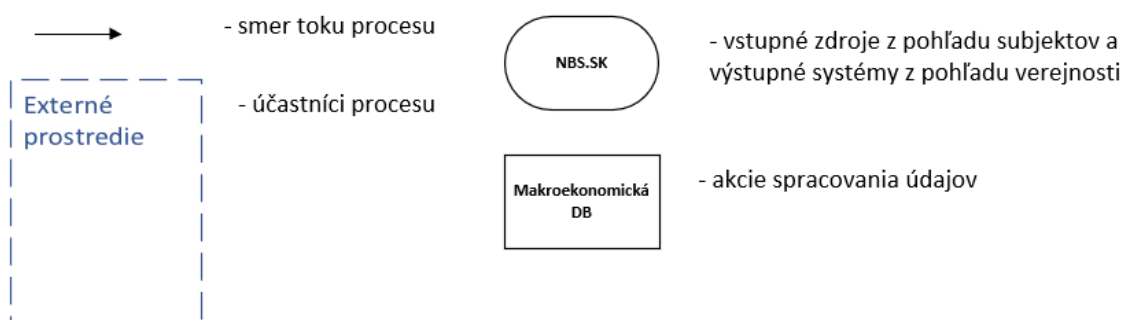 - smer toku procesu
Externé
prostredie
- účastníci procesu
NBS.SK
- vstupné zdroje z pohľadu subjektov a
výstupné systémy z pohľadu verejnosti
Makroekonomická
DB
- akcie spracovania údajov